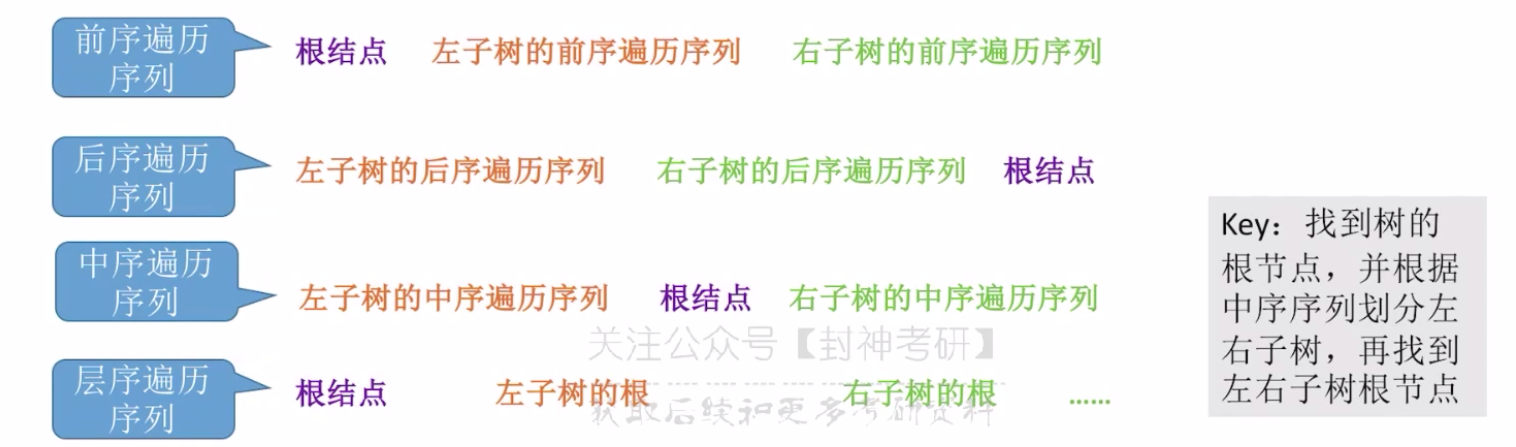 前序遍历
序列
根结点 左子树的前序遍历序列 右子树的前序遍历序列
后序遍历
序列
左子树的后序遍历序列 右子树的后序遍历序列 根结点
中序遍历
序列
左子树的中序遍历序列 根结点 右子树的中序遍历序列
关注公众号【封神考研】
层序遍历
序列
根结点 左子树的根 右子树的根 ……
获取后续和更多考研资料
Key：找到树的
根节点，并根据
中序序列划分左
右子树，再找到
左右子树根节点